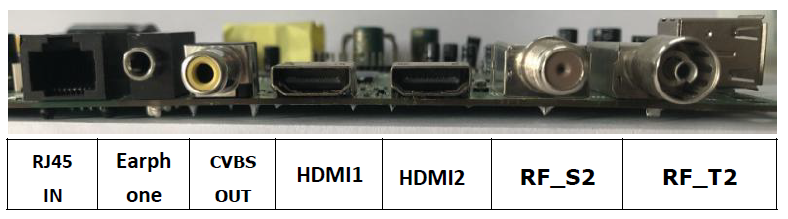 RJ45
IN
Earph
one
CVBS
OUT
HDMI1
HDMI2
RF_S2
RF_T2